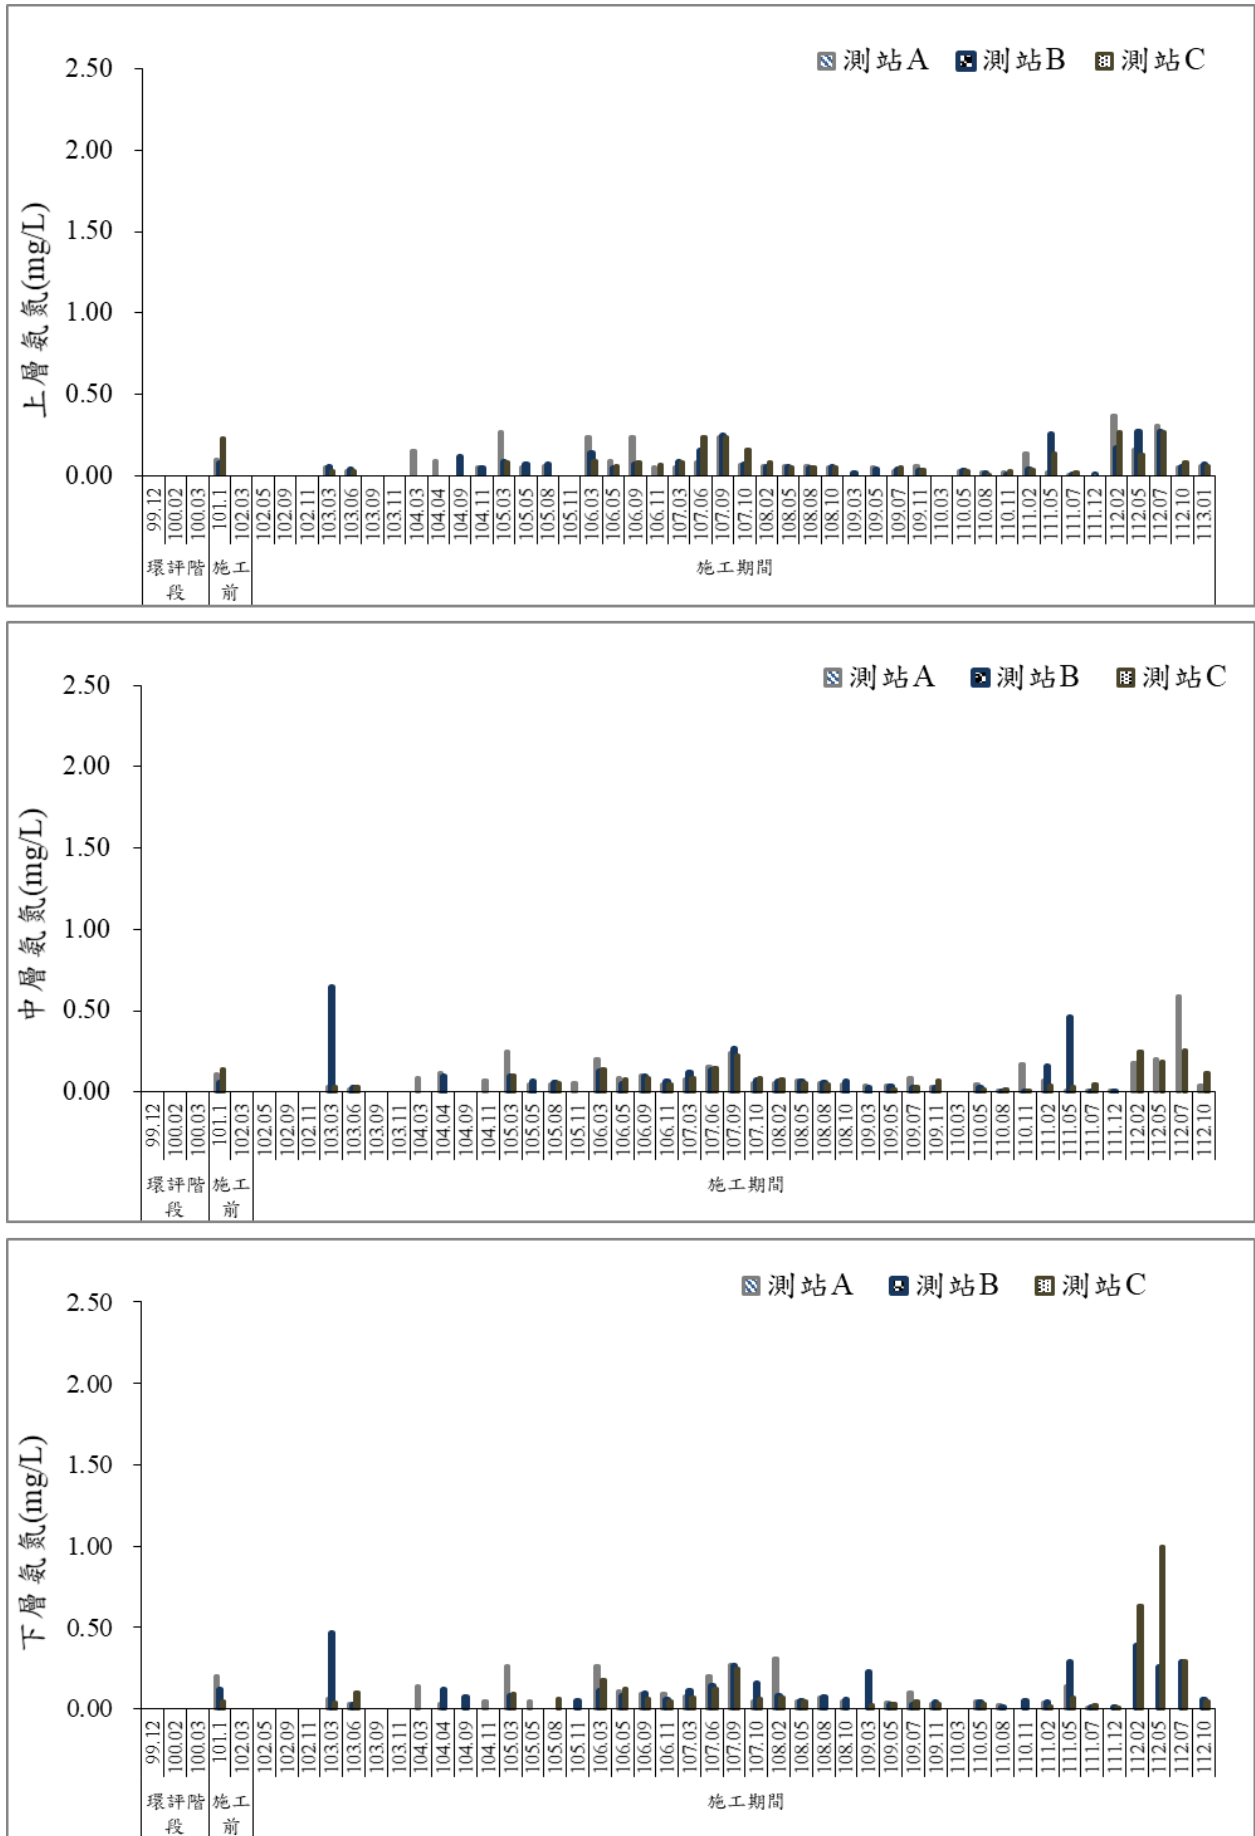 測站A 測站B 測站C
上層氨氮(mg/L)
2.50
2.00
1.50
1.00
0.50
0.00
99.12 100.02 100.03 101.1 102.03 102.05 102.09 102.11 103.03 103.06 103.09 103.11 104.03 104.04 104.09 104.11 105.03 105.05 105.08 105.11 106.03 106.05 106.09 106.11 107.03 107.06 107.09 107.10 108.02 108.05 108.08 108.10 109.03 109.05 109.07 109.11 110.03 110.05 110.08 110.11 111.02 111.05 111.07 111.12 112.02 112.05 112.07 112.10 113.01
環評階段 施工前 施工期間
測站A 測站B 測站C
中層氨氮(mg/L)
2.50
2.00
1.50
1.00
0.50
0.00
99.12 100.02 100.03 101.1 102.03 102.05 102.09 102.11 103.03 103.06 103.09 103.11 104.03 104.04 104.09 104.11 105.03 105.05 105.08 105.11 106.03 106.05 106.09 106.11 107.03 107.06 107.09 107.10 108.02 108.05 108.08 108.10 109.03 109.05 109.07 109.11 110.03 110.05 110.08 110.11 111.02 111.05 111.07 111.12 112.02 112.05 112.07 112.10
環評階段 施工前 施工期間
測站A 測站B 測站C
下層氨氮(mg/L)
2.50
2.00
1.50
1.00
0.50
0.00
99.12 100.02 100.03 101.1 102.03 102.05 102.09 102.11 103.03 103.06 103.09 103.11 104.03 104.04 104.09 104.11 105.03 105.05 105.08 105.11 106.03 106.05 106.09 106.11 107.03 107.06 107.09 107.10 108.02 108.05 108.08 108.10 109.03 109.05 109.07 109.11 110.03 110.05 110.08 110.11 111.02 111.05 111.07 111.12 112.02 112.05 112.07 112.10
環評階段 施工前 施工期間